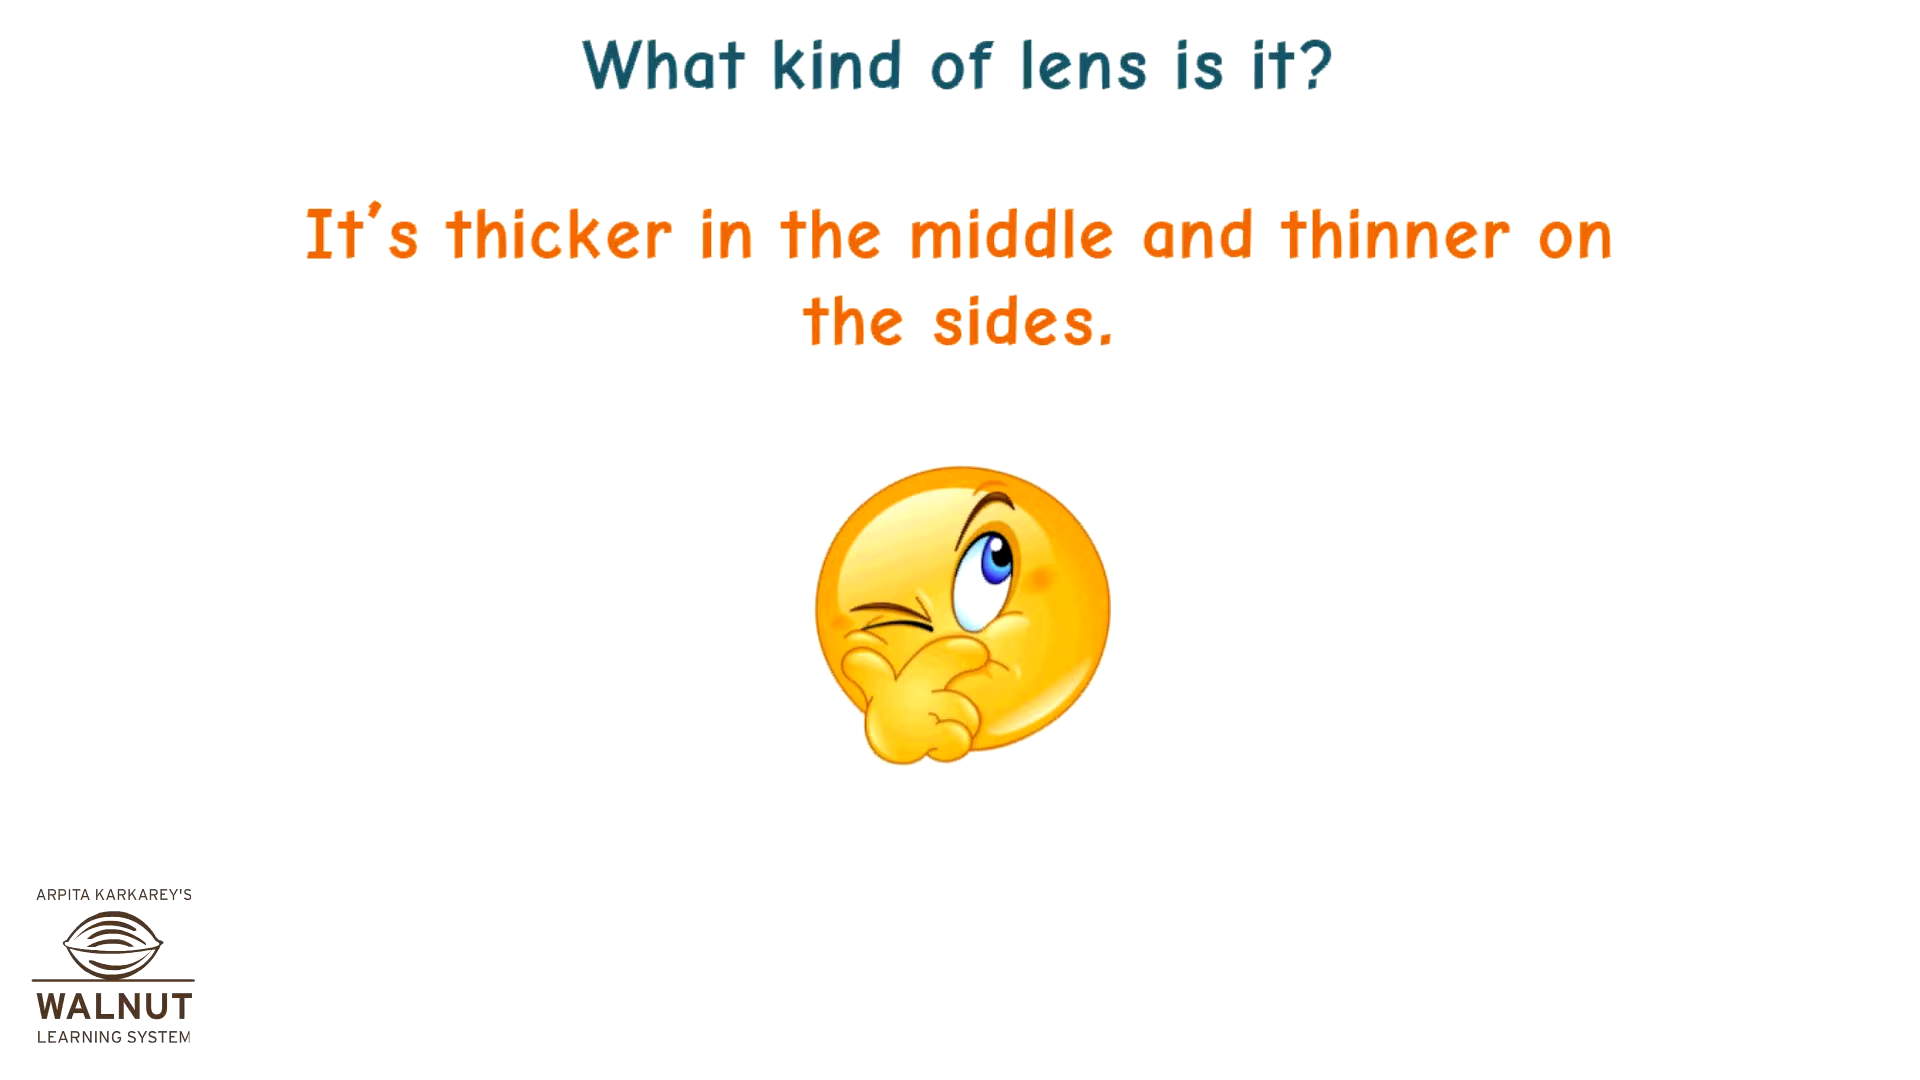 What kind of lens is it?
It's thicker in the middle and thinner on
the sides.
ARPITA KARKAREY'S
WALNUT
LEARNING SYSTEM